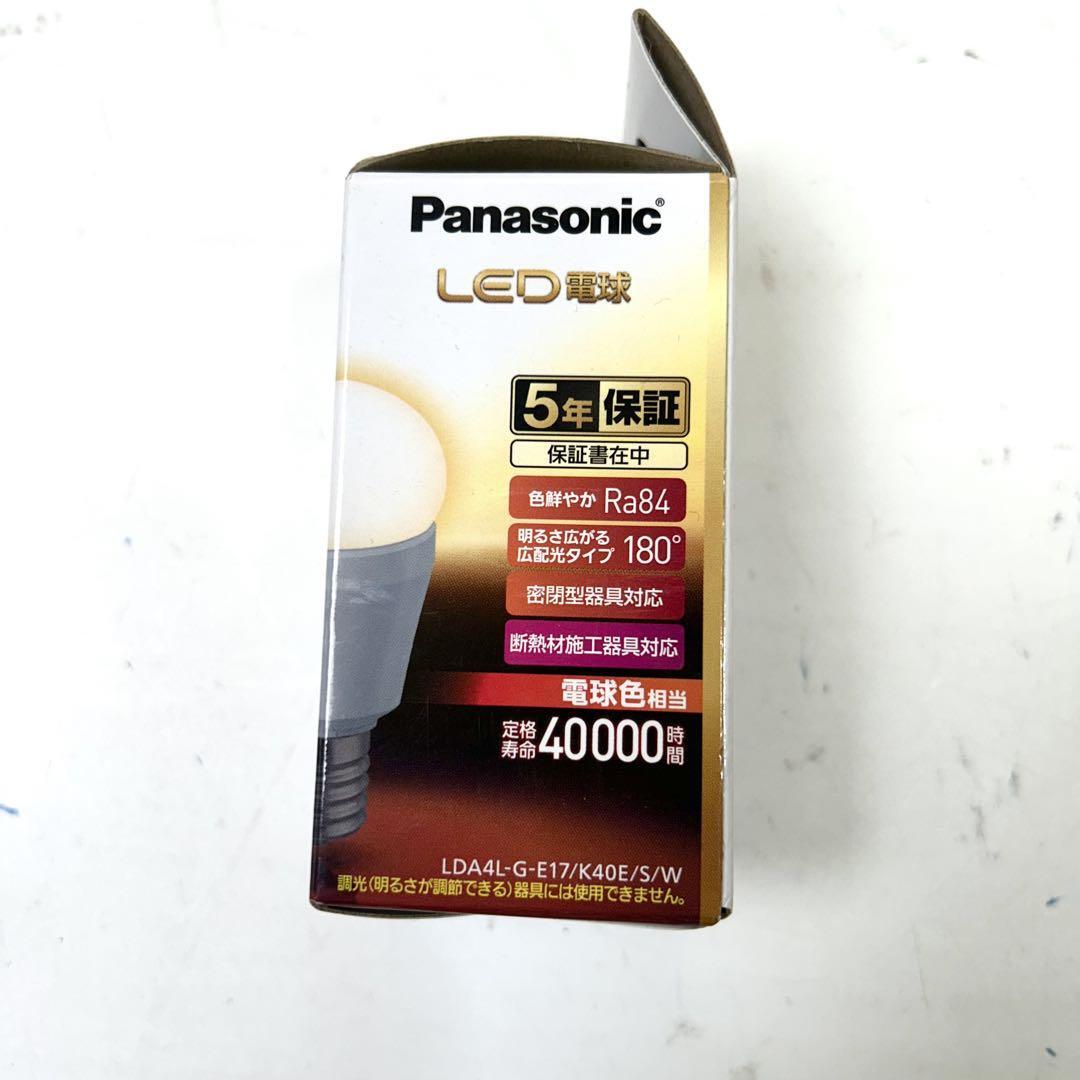 Panasonic®
LED電球
5年保証
保証書在中
色鮮やか Ra84
明るさ広がる
広配光タイプ 180°
密閉型器具対応
断熱材施工器具対応
電球色相当
定格寿命40000時間
LDA4L-G-E17/K40E/S/W
調光(明るさが調節できる)器具には使用できません。